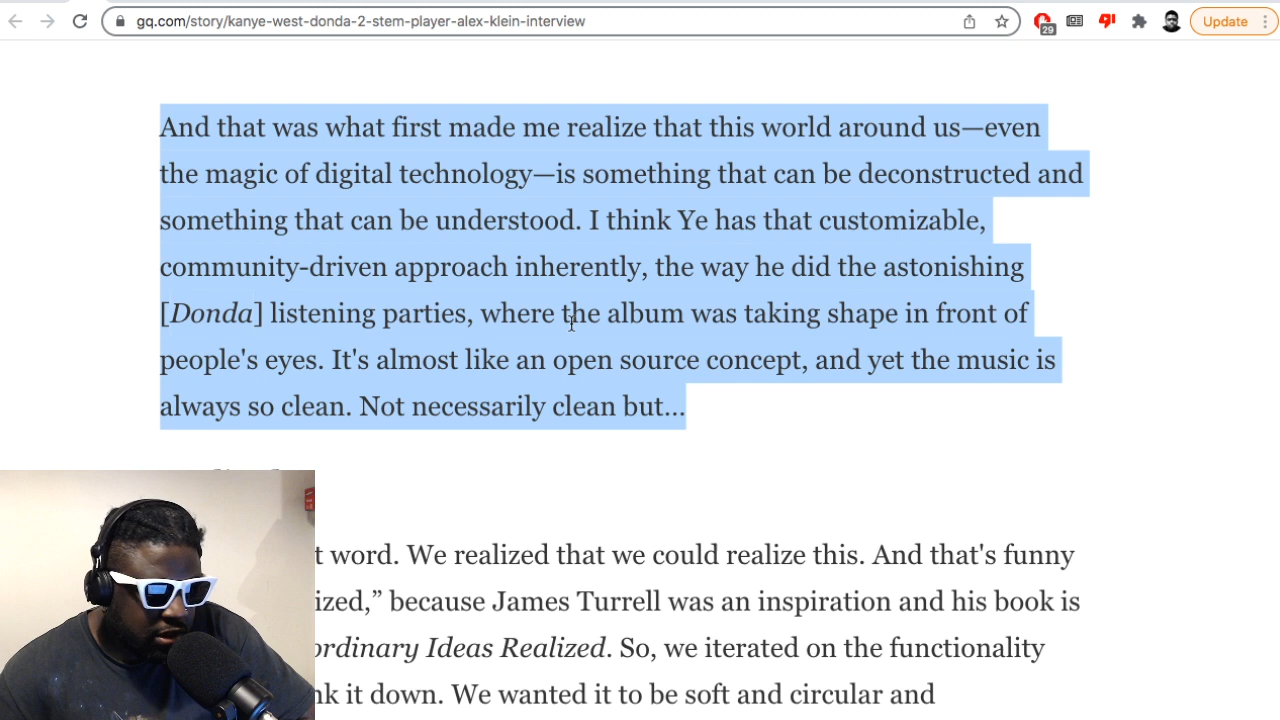 gq.com/story/kanye-west-donda-2-stem-player-alex-klein-interview
29
Update
And that was what first made me realize that this world around us—even
the magic of digital technology—is something that can be deconstructed and
something that can be understood. I think Ye has that customizable,
community-driven approach inherently, the way he did the astonishing
[Donda] listening parties, where the album was taking shape in front of
people's eyes. It's almost like an open source concept, and yet the music is
always so clean. Not necessarily clean but...
word. We realized that we could realize this. And that's funny
because James Turrell was an inspiration and his book is
Ideas Realized. So, we iterated on the functionality
it down. We wanted it to be soft and circular and